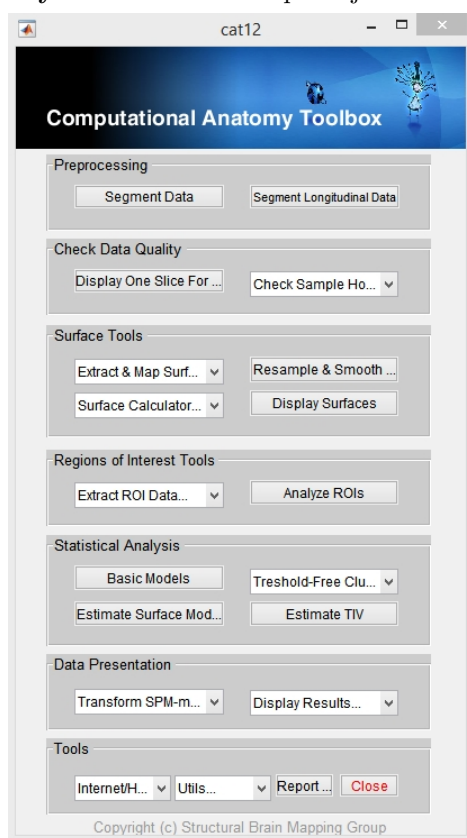 cat12
Computational Anatomy Toolbox
Preprocessing
Segment Data Segment Longitudinal Data
Check Data Quality
Display One Slice For ... Check Sample Ho...
Surface Tools
Extract & Map Surf... Resample & Smooth ...
Surface Calculator... Display Surfaces
Regions of Interest Tools
Extract ROI Data... Analyze ROIs
Statistical Analysis
Basic Models Treshold-Free Clu...
Estimate Surface Mod... Estimate TIV
Data Presentation
Transform SPM-m... Display Results...
Tools
Internet/H... Utils... Report ... Close
Copyright (c) Structural Brain Mapping Group